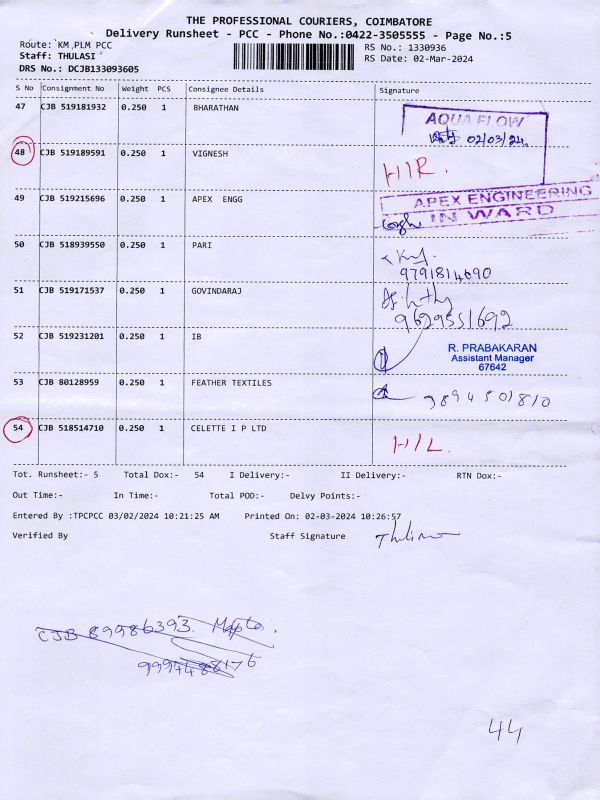 THE PROFESSIONAL COURIERS, COIMBATORE
Delivery Runsheet - PCC - Phone No.:0422-3505555 - Page No.:5
Route: KM,PLM PCC RS No.: 1330936
Staff: THULASI RS Date: 02-Mar-2024
DRS No.: DCJB133093605
S No Consignment No Weight PCS Consignee Details Signature
47 CJB 519181932 0.250 1 BHARATHAN
AQUA FLOW
02/03/24
48 CJB 519189591 0.250 1 VIGNESH H/R.
49 CJB 519215696 0.250 1 APEX ENGG APEX ENGINEERING
IN WARD
50 CJB 518939550 0.250 1 PARI
9791814690
51 CJB 519171537 0.250 1 GOVINDARAJ
9629551692
52 CJB 519231201 0.250 1 IB R. PRABAKARAN
Assistant Manager
67642
53 CJB 80128959 0.250 1 FEATHER TEXTILES 9894501810
54 CJB 518514710 0.250 1 CELETTE I P LTD H/L.
Tot. Runsheet:- 5 Total Dox:- 54 I Delivery:- II Delivery:- RTN Dox:-
Out Time:- In Time:- Total POD:- Delvy Points:-
Entered By :TPCPCC 03/02/2024 10:21:25 AM Printed On: 02-03-2024 10:26:57
Verified By Staff Signature
CJB 89986393
9994488176
44